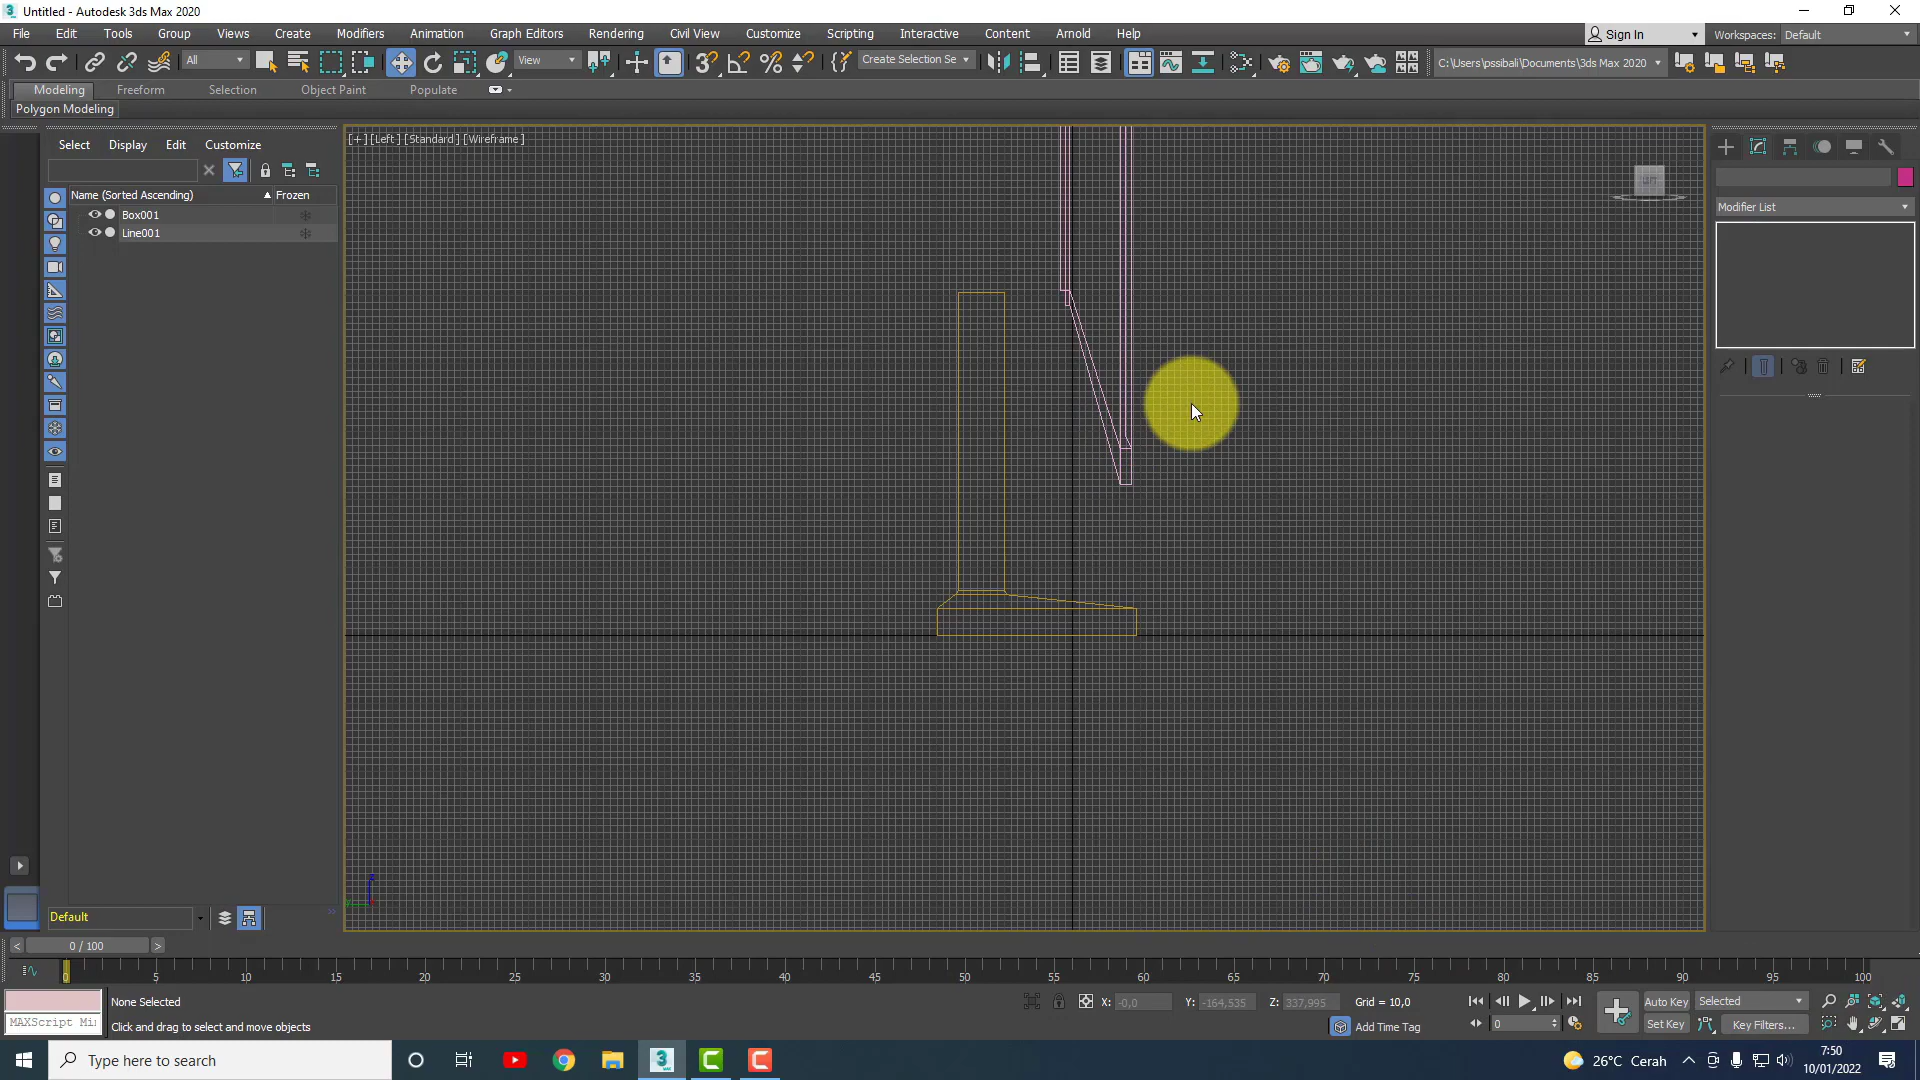 Untitled - Autodesk 3ds Max 2020
File Edit Tools Group Views Create Modifiers Animation Graph Editors Rendering Civil View Customize Scripting Interactive Content Arnold Help
Sign In
Workspaces: Default
All
View
Create Selection Se
C:\Users\pssibali\Documents\3ds Max 2020
Modeling Freeform Selection Object Paint Populate
Polygon Modeling
[+] [Left] [Standard] [Wireframe]
Select Display Edit Customize
Name (Sorted Ascending) Frozen
Box001
Line001
LEFT
Modifier List
Default
0 / 100
0 5 10 15 20 25 30 35 40 45 50 55 60 65 70 75 80 85 90 95 100
None Selected
X: -0,0 Y: -164,535 Z: 337,995 Grid = 10,0
Auto Key Selected
MAXScript Mi
Click and drag to select and move objects
Add Time Tag
0
Set Key Key Filters...
Type here to search
26°C Cerah
7:50
10/01/2022